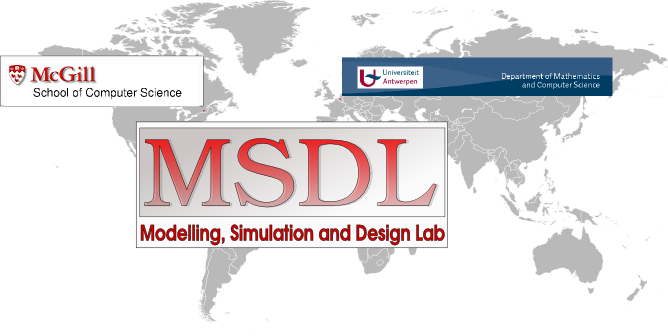 McGill
School of Computer Science
Universiteit
Antwerpen
Department of Mathematics
and Computer Science
MSDL
Modelling, Simulation and Design Lab